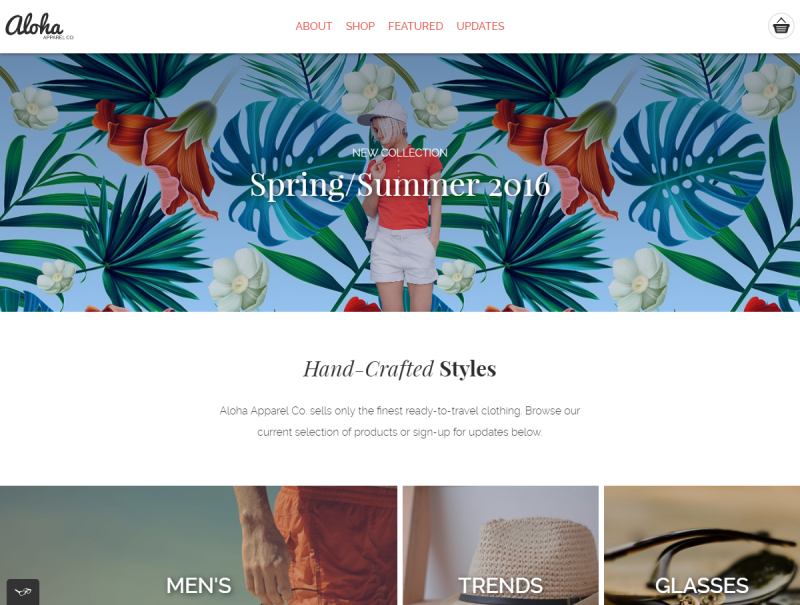 Aloha
APPAREL CO
ABOUT SHOP FEATURED UPDATES
NEW COLLECTION
Spring/Summer 2016
Hand-Crafted Styles
Aloha Apparel Co. sells only the finest ready-to-travel clothing. Browse our
current selection of products or sign-up for updates below.
MEN'S TRENDS GLASSES